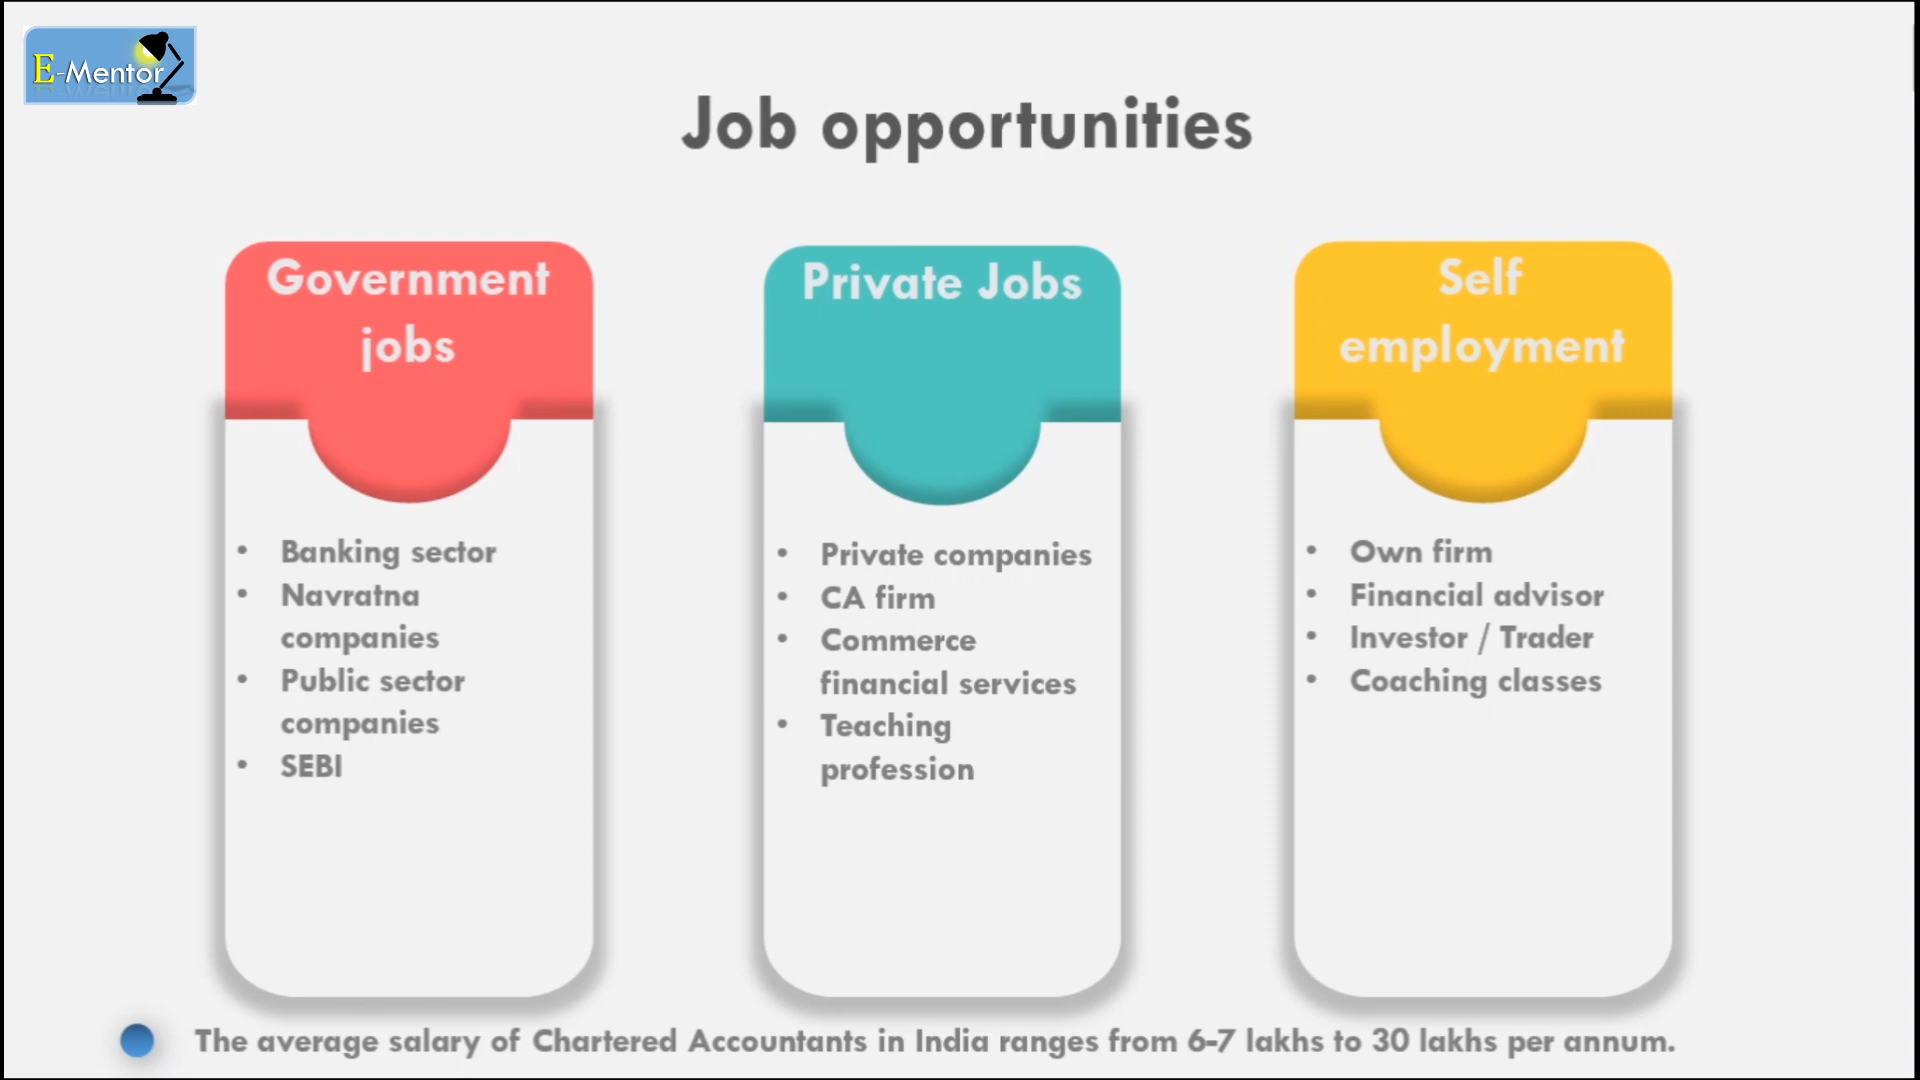 E-Mentor
Job opportunities
Government
jobs
• Banking sector
• Navratna
companies
• Public sector
companies
• SEBI
Private Jobs
• Private companies
• CA firm
• Commerce
financial services
• Teaching
profession
Self
employment
• Own firm
• Financial advisor
• Investor / Trader
• Coaching classes
The average salary of Chartered Accountants in India ranges from 6-7 lakhs to 30 lakhs per annum.